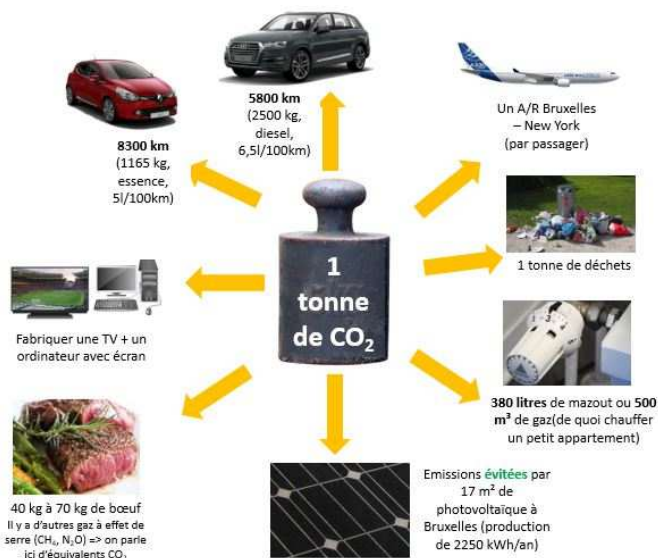 5800 km
(2500 kg,
diesel,
6,5l/100km)
8300 km
(1165 kg,
essence,
5l/100km)
Un A/R Bruxelles
– New York
(par passager)
1
tonne
de CO₂
1 tonne de déchets
Fabriquer une TV + un
ordinateur avec écran
380 litres de mazout ou 500
m³ de gaz(de quoi chauffer
un petit appartement)
40 kg à 70 kg de bœuf
Il y a d'autres gaz à effet de
serre (CH₄, N₂O) => on parle
ici d'équivalents CO₂
Emissions évitées par
17 m² de
photovoltaïque à
Bruxelles (production
de 2250 kWh/an)